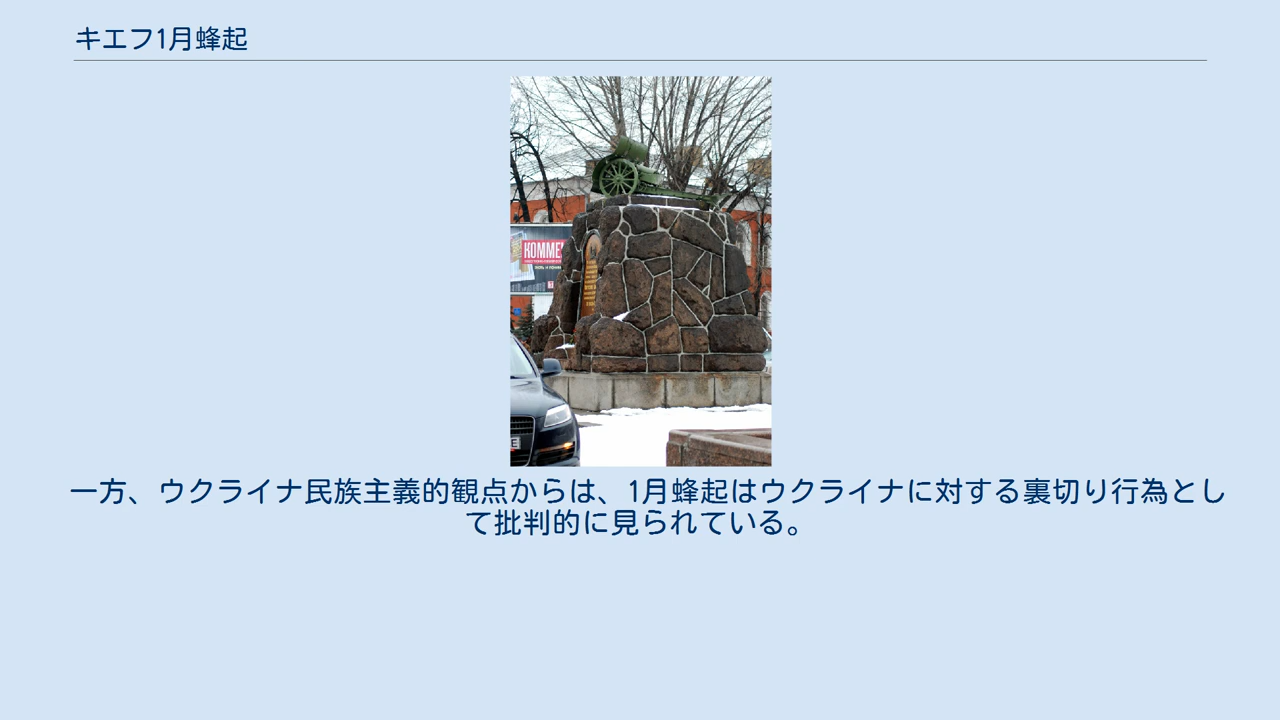 キエフ1月蜂起
KOMME
一方、ウクライナ民族主義的観点からは、1月蜂起はウクライナに対する裏切り行為とし
て批判的に見られている。